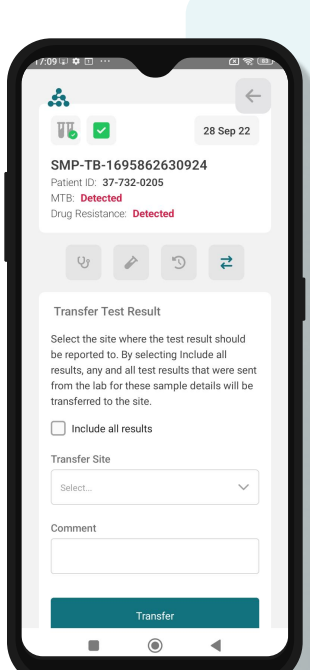 17:09
28 Sep 22
SMP-TB-1695862630924
Patient ID: 37-732-0205
MTB: Detected
Drug Resistance: Detected
Transfer Test Result
Select the site where the test result should
be reported to. By selecting Include all
results, any and all test results that were sent
from the lab for these sample details will be
transferred to the site.
Include all results
Transfer Site
Select...
Comment
Transfer